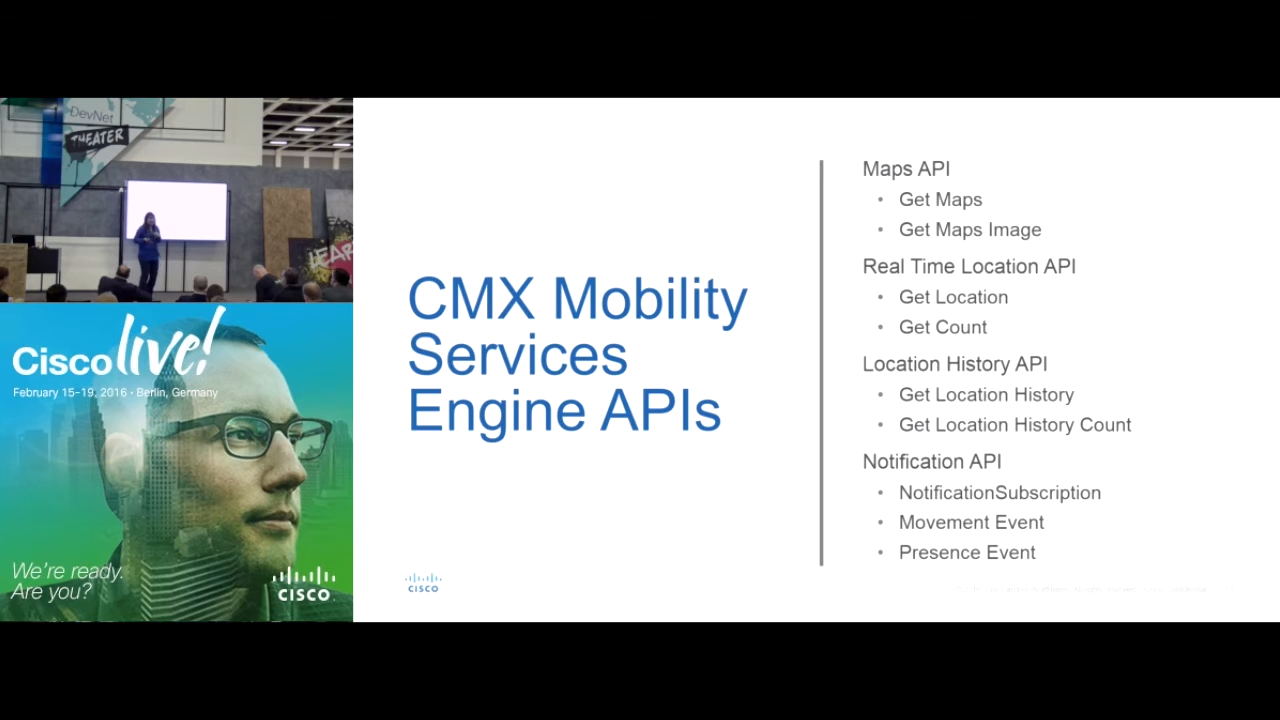 DevNet
THEATER
Cisco live!
February 15-19, 2016 • Berlin, Germany
We're ready.
Are you?
CISCO
CMX Mobility
Services
Engine APIs
CISCO
Maps API
• Get Maps
• Get Maps Image
Real Time Location API
• Get Location
• Get Count
Location History API
• Get Location History
• Get Location History Count
Notification API
• NotificationSubscription
• Movement Event
• Presence Event